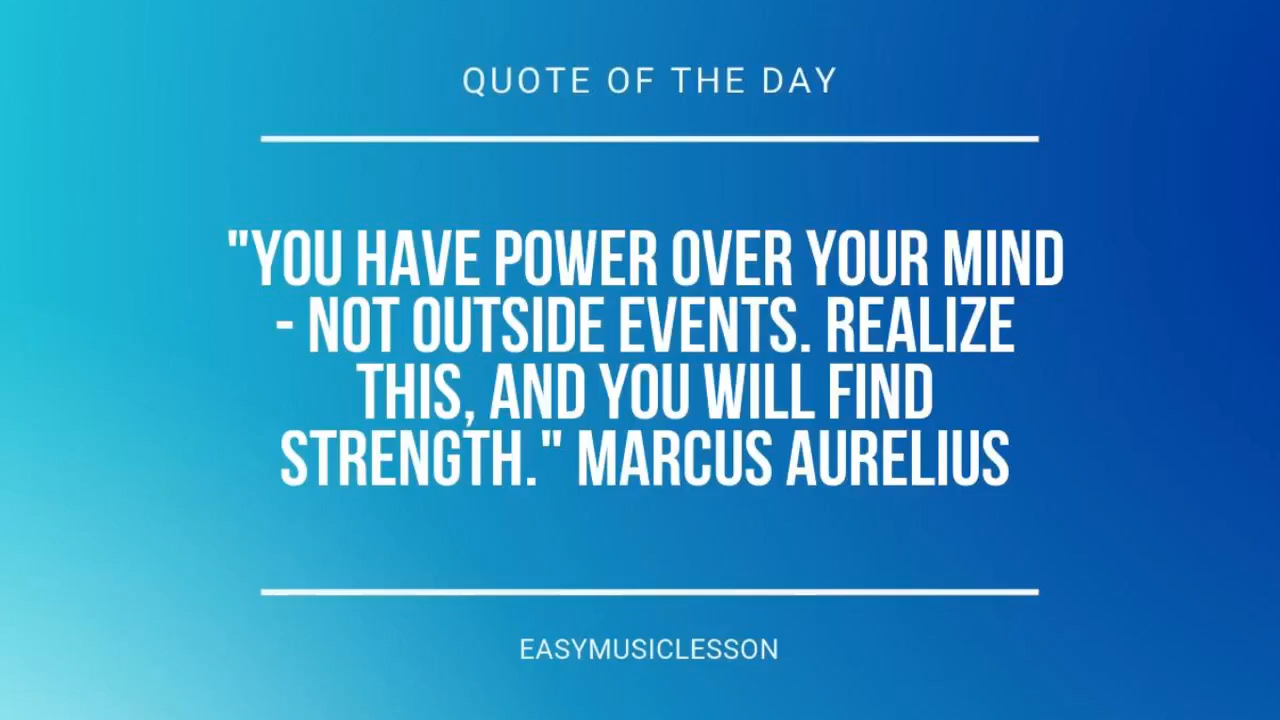 QUOTE OF THE DAY
"YOU HAVE POWER OVER YOUR MIND
- NOT OUTSIDE EVENTS. REALIZE
THIS, AND YOU WILL FIND
STRENGTH." MARCUS AURELIUS
EASYMUSICLESSON